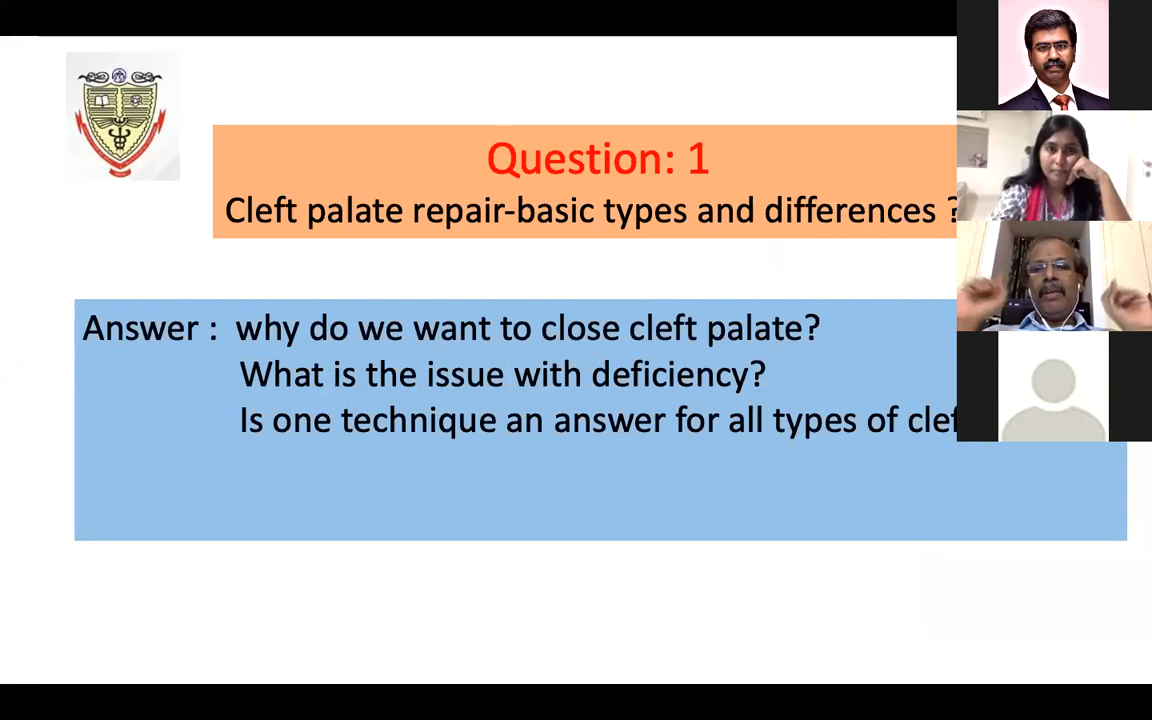 Question: 1
Cleft palate repair-basic types and differences ?
Answer : why do we want to close cleft palate?
What is the issue with deficiency?
Is one technique an answer for all types of